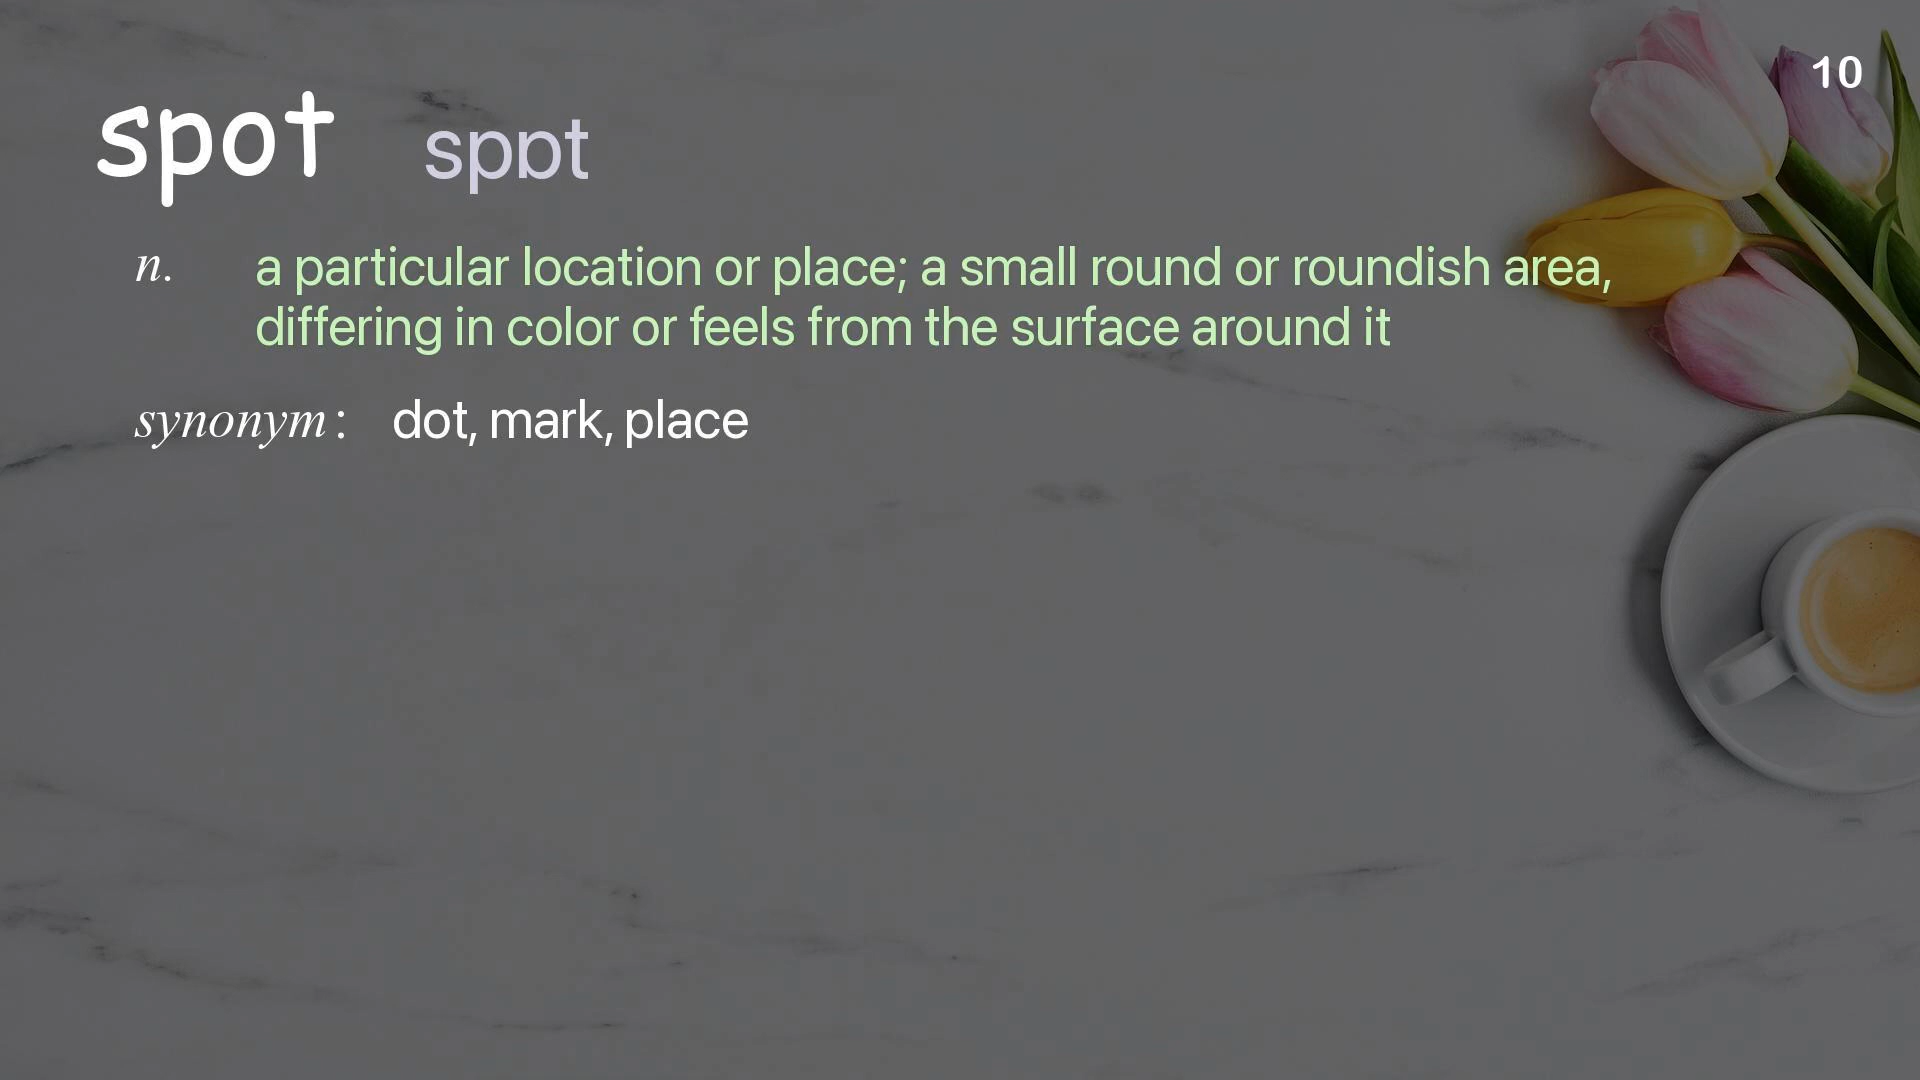 10
spot spɒt
n. a particular location or place; a small round or roundish area,
differing in color or feels from the surface around it
synonym : dot, mark, place